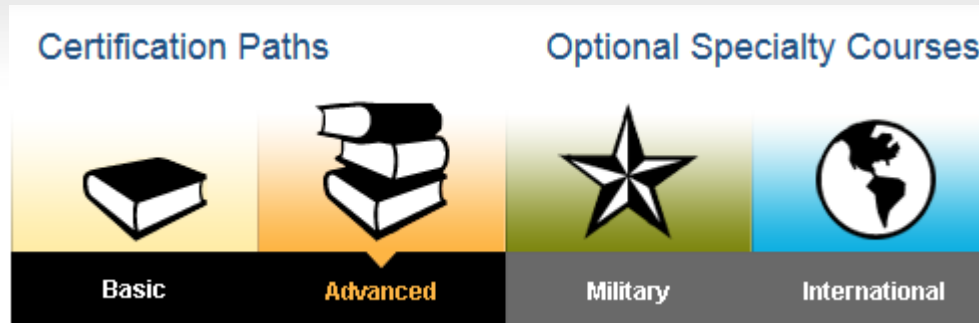 Certification Paths
Optional Specialty Courses
Basic
Advanced
Military
International